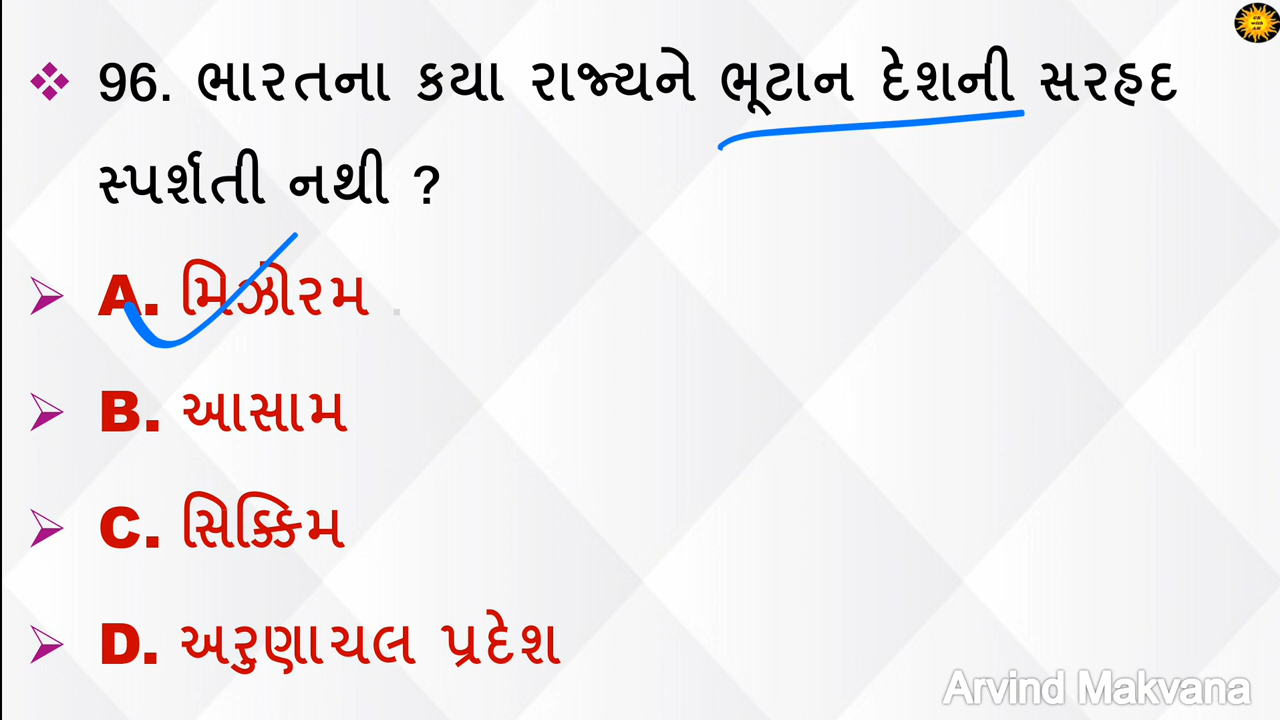 ❖ 96. ભારતના કયા રાજ્યને ભૂટાન દેશની સરહદ
સ્પર્શતી નથી ?
➢ A. મિઝોરમ .
➢ B. આસામ
➢ C. સિક્કિમ
➢ D. અરુણાચલ પ્રદેશ
Arvind Makvana